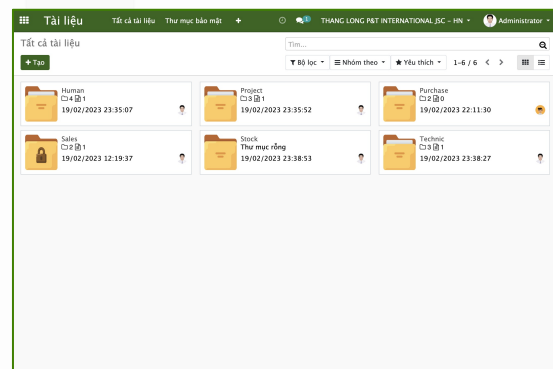 Tài liệu Tất cả tài liệu Thư mục bảo mật + 1 THANG LONG P&T INTERNATIONAL JSC – HN Administrator
Tất cả tài liệu Tìm...
+ Tạo Bộ lọc Nhóm theo Yêu thích 1-6 / 6
Human
4 1
19/02/2023 23:35:07
Project
3 1
19/02/2023 23:35:52
Purchase
2 0
19/02/2023 22:11:30
Sales
2 1
19/02/2023 12:19:37
Stock
Thư mục rỗng
19/02/2023 23:38:53
Technic
3 1
19/02/2023 23:38:27